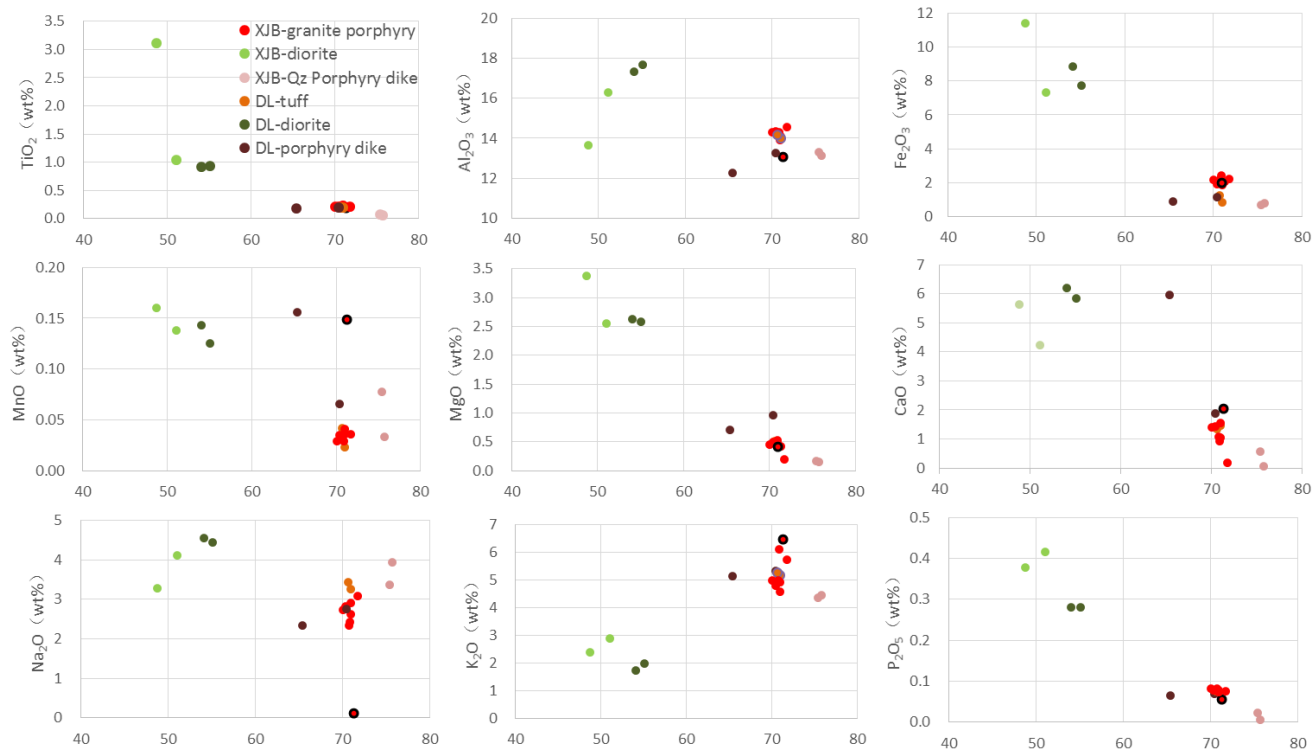 TiO₂（wt%）
3.5
3.0
2.5
2.0
1.5
1.0
0.5
0.0
40 50 60 70 80
XJB-granite porphyry
XJB-diorite
XJB-Qz Porphyry dike
DL-tuff
DL-diorite
DL-porphyry dike
Al₂O₃（wt%）
20
18
16
14
12
10
40 50 60 70 80
Fe₂O₃（wt%）
12
10
8
6
4
2
0
40 50 60 70 80
MnO（wt%）
0.20
0.15
0.10
0.05
0.00
40 50 60 70 80
MgO（wt%）
3.5
3.0
2.5
2.0
1.5
1.0
0.5
0.0
40 50 60 70 80
CaO（wt%）
7
6
5
4
3
2
1
0
40 50 60 70 80
Na₂O（wt%）
5
4
3
2
1
0
40 50 60 70 80
K₂O（wt%）
7
6
5
4
3
2
1
0
40 50 60 70 80
P₂O₅（wt%）
0.5
0.4
0.3
0.2
0.1
0.0
40 50 60 70 80